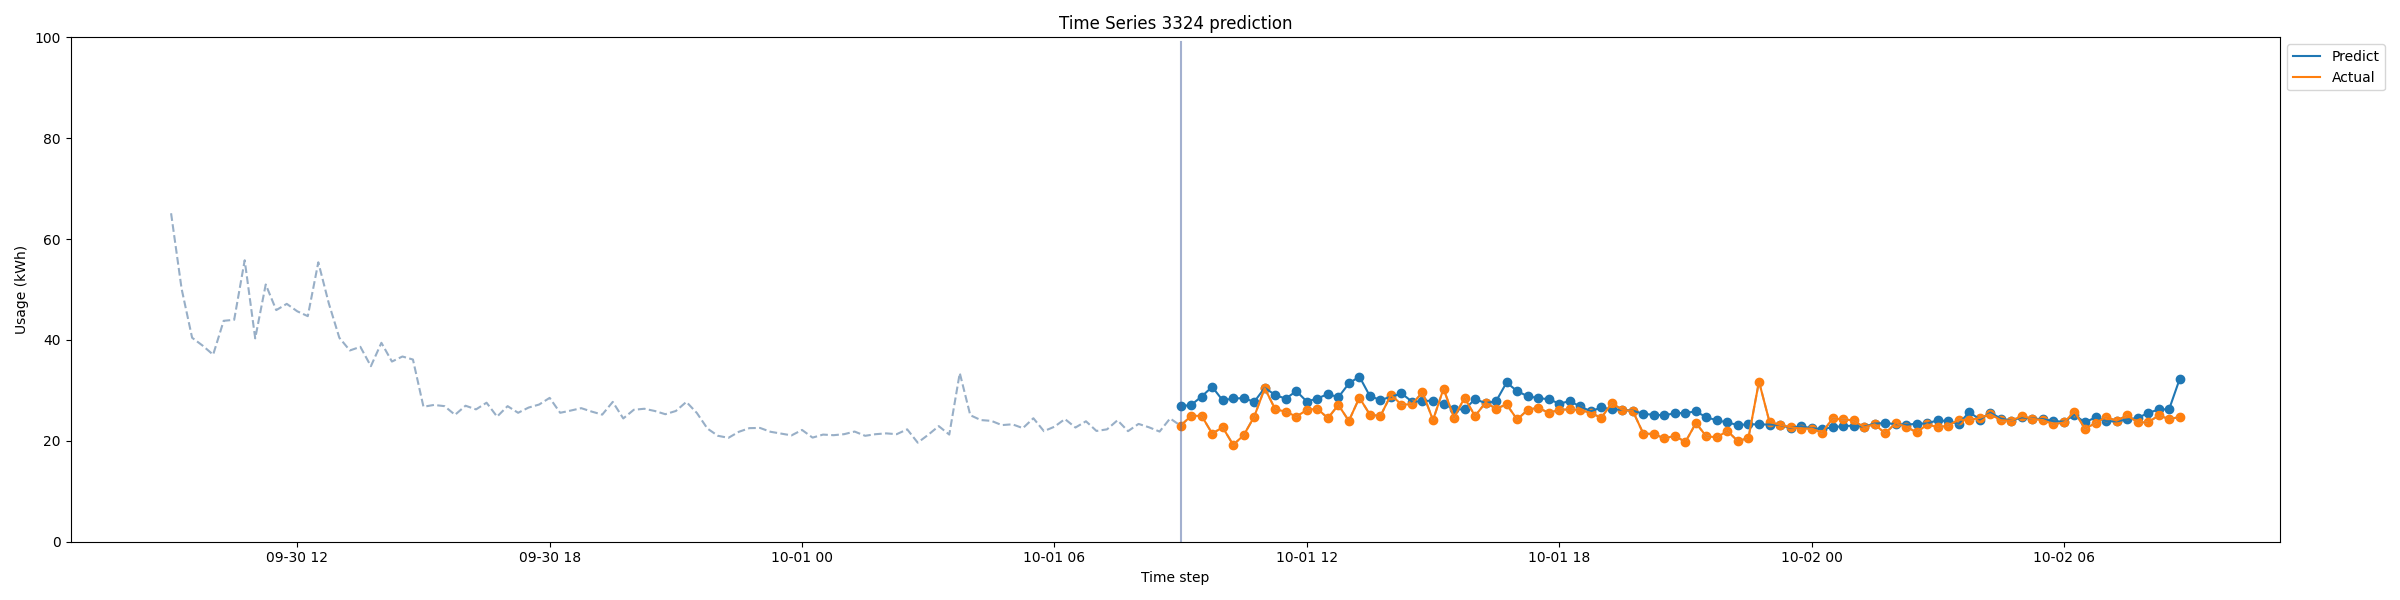 Time Series 3324 prediction
Predict
Actual
Usage (kWh)
100
80
60
40
20
0
09-30 12
09-30 18
10-01 00
10-01 06
10-01 12
10-01 18
10-02 00
10-02 06
Time step